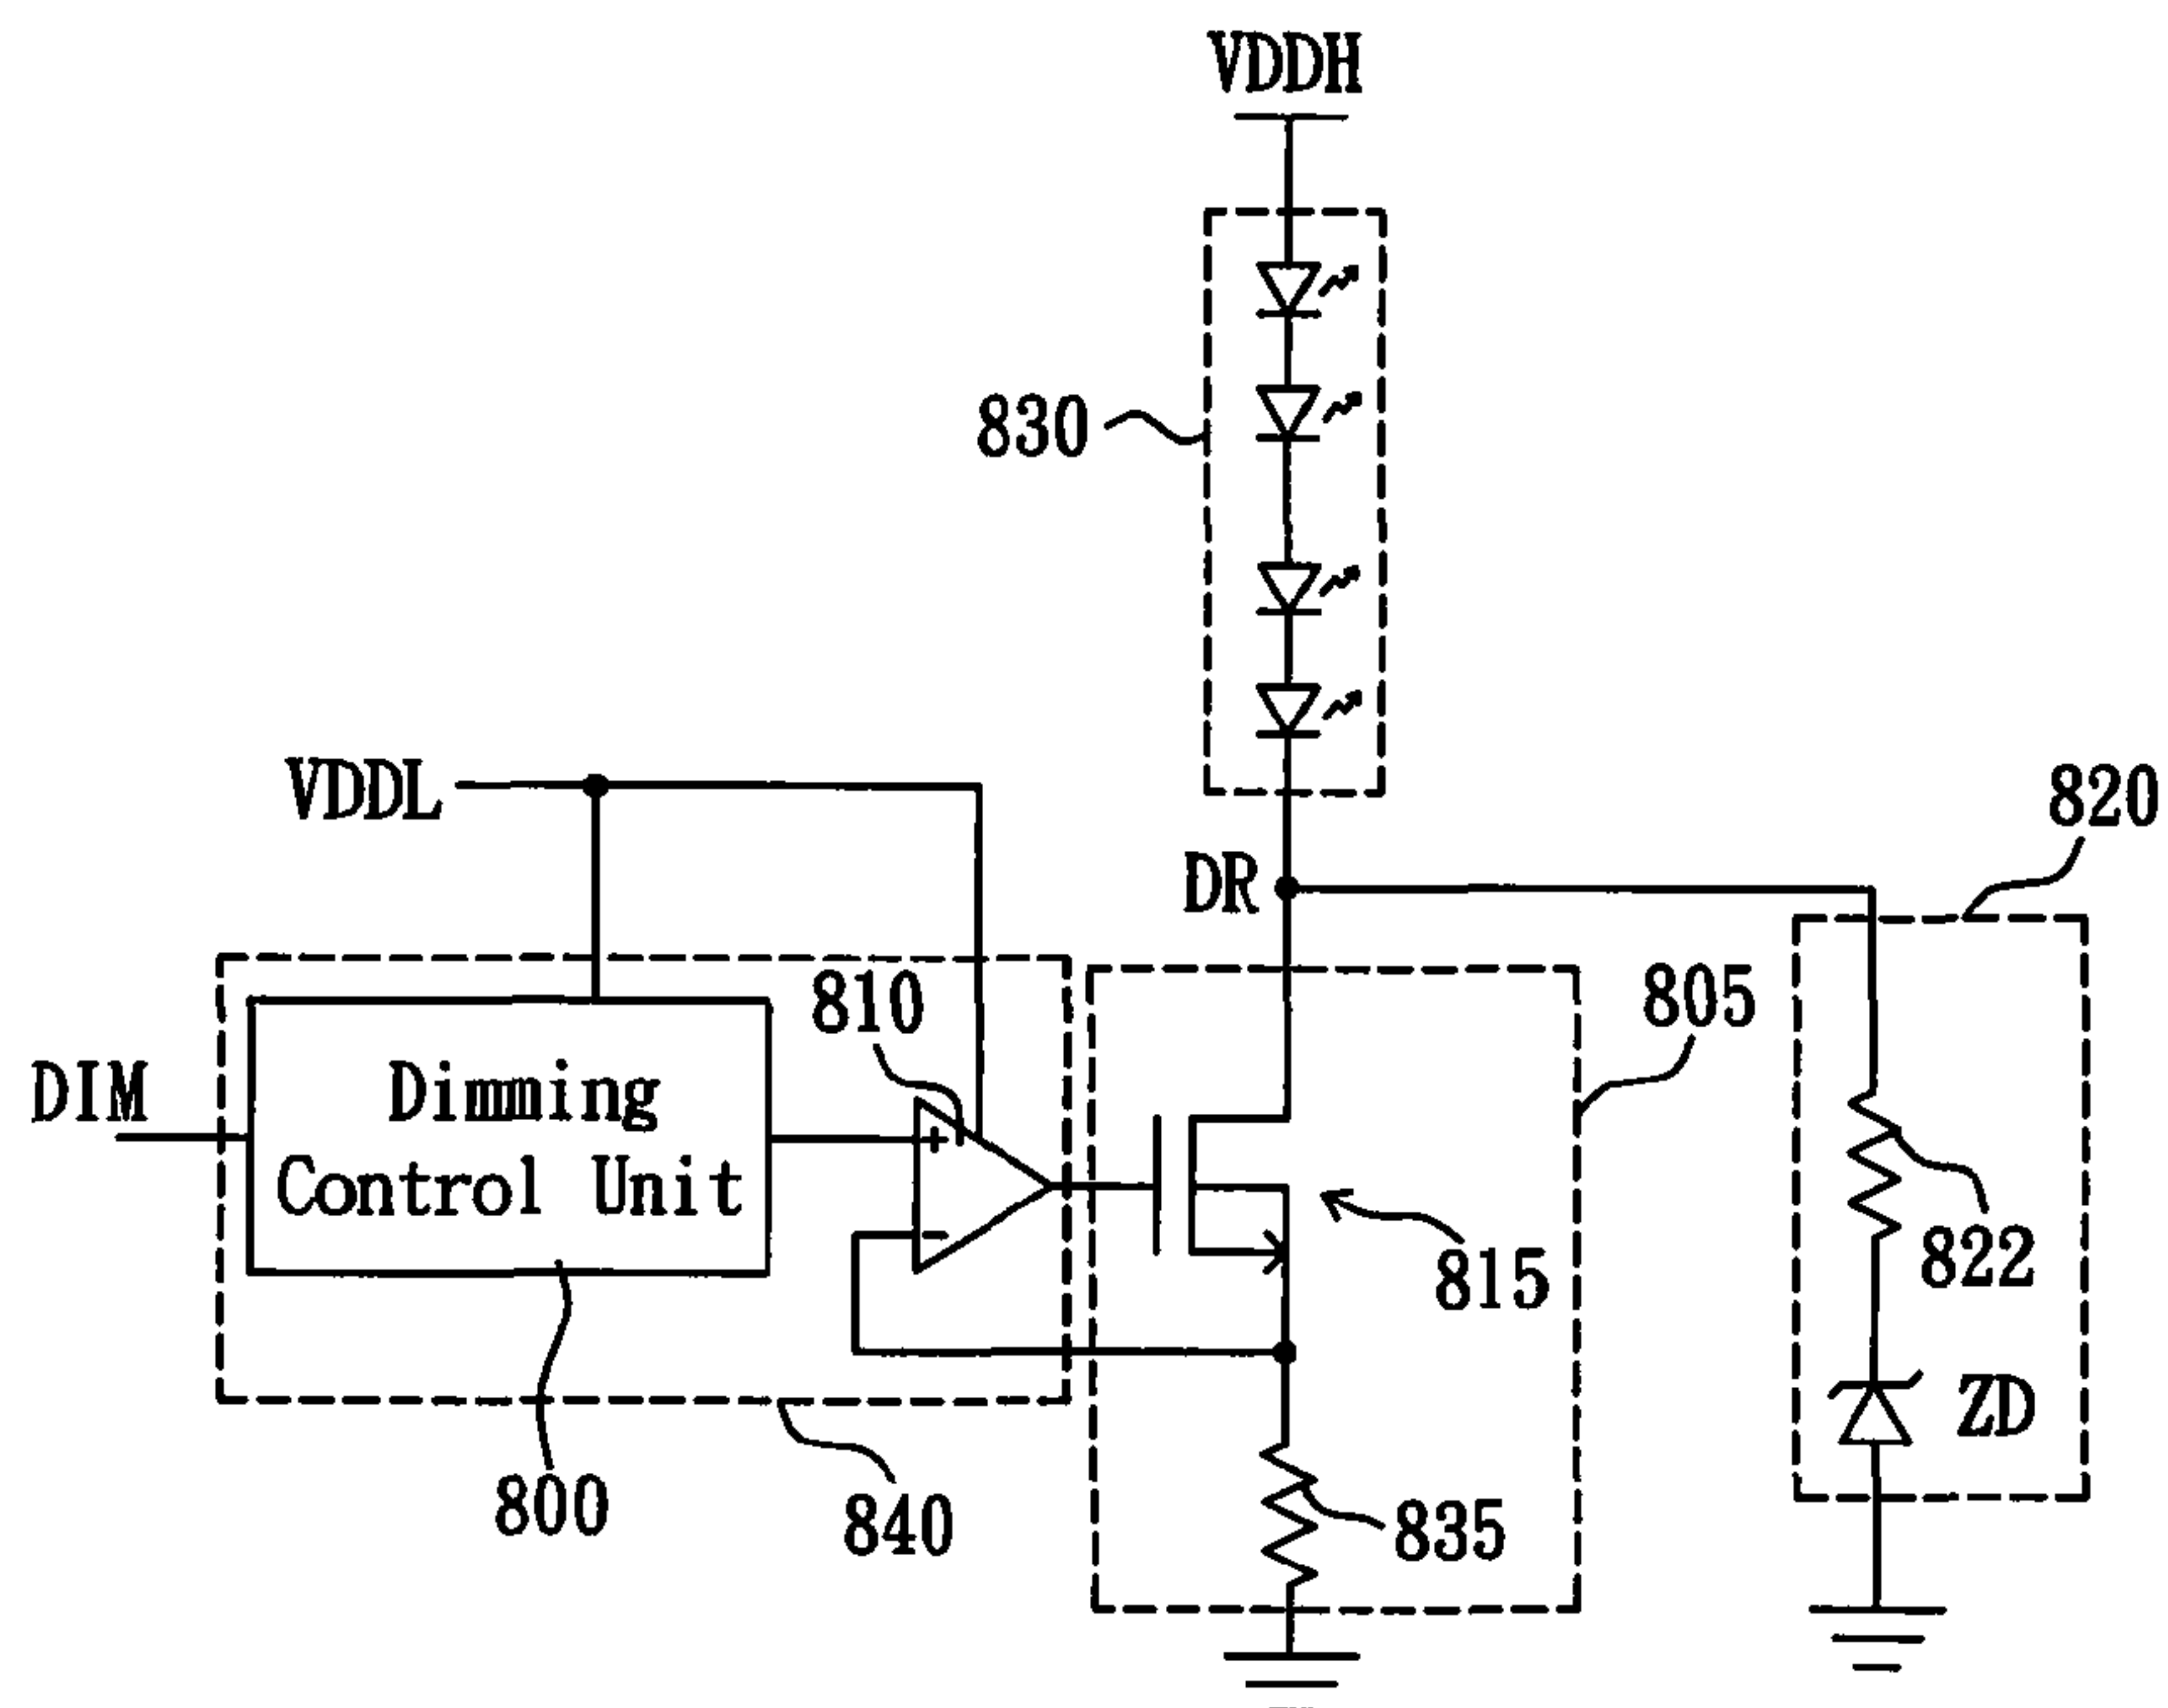 VDDH
830
VDDL
820
DR
810
805
DIM
Dimming
Control Unit
+
-
815
822
ZD
800
840
835